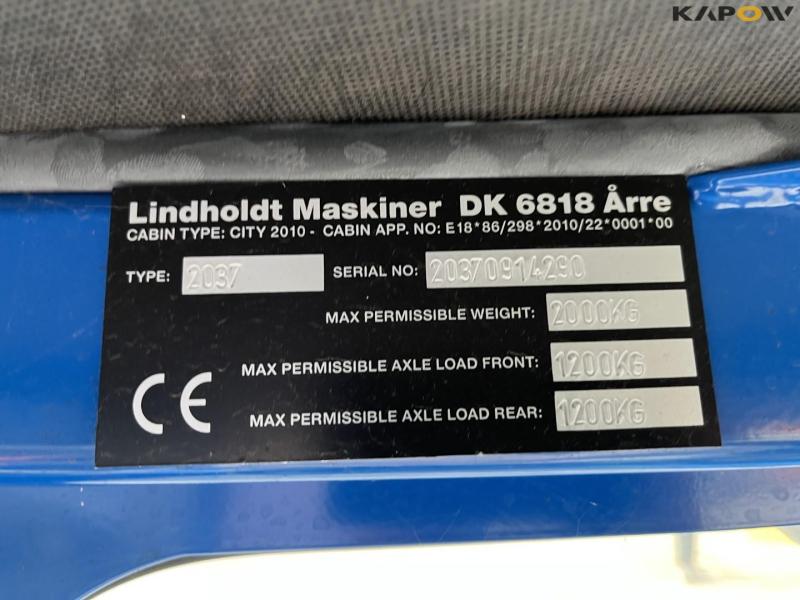 KAPOW
Lindholdt Maskiner DK 6818 Årre
CABIN TYPE: CITY 2010 - CABIN APP. NO: E18*86/298*2010/22*0001*00
TYPE: 2037 SERIAL NO: 20370914290
MAX PERMISSIBLE WEIGHT: 2000KG
MAX PERMISSIBLE AXLE LOAD FRONT: 1200KG
CE MAX PERMISSIBLE AXLE LOAD REAR: 1200KG